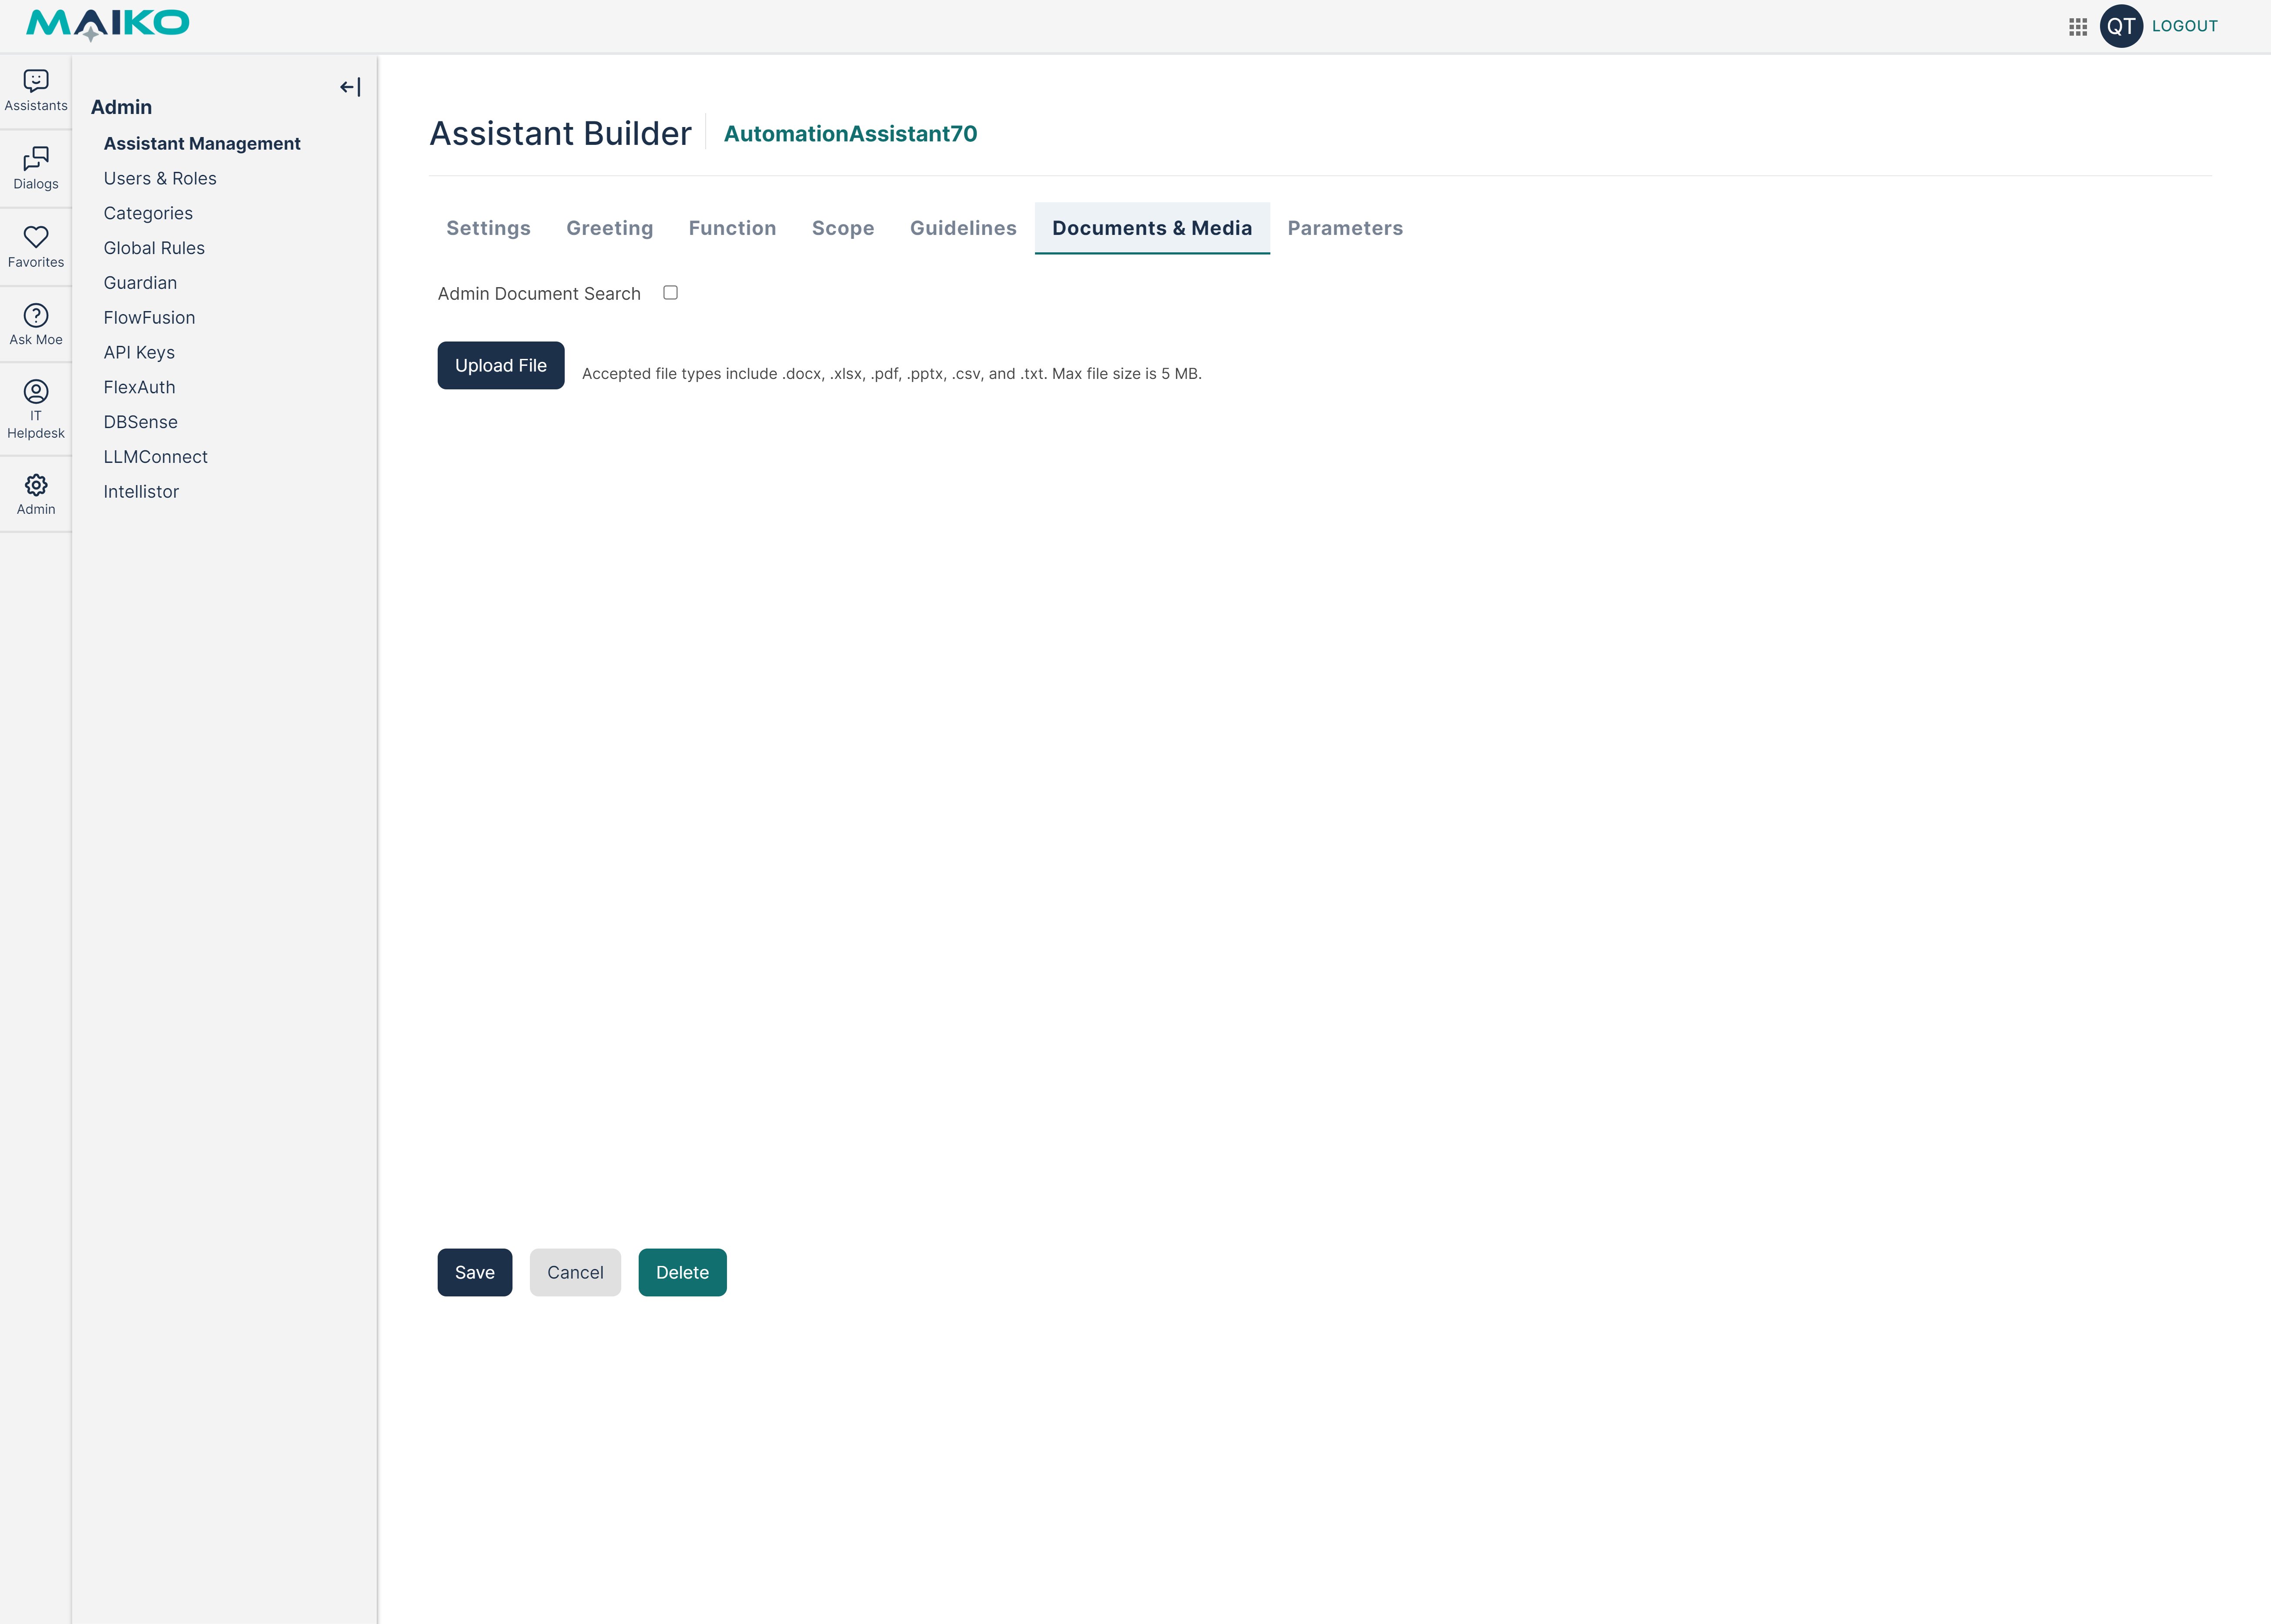 MAIKO
QT
LOGOUT
Assistants
Dialogs
Favorites
Ask Moe
IT
Helpdesk
Admin
Admin
Assistant Management
Users & Roles
Categories
Global Rules
Guardian
FlowFusion
API Keys
FlexAuth
DBSense
LLMConnect
Intellistor
Assistant Builder
AutomationAssistant70
Settings
Greeting
Function
Scope
Guidelines
Documents & Media
Parameters
Admin Document Search
Upload File
Accepted file types include .docx, .xlsx, .pdf, .pptx, .csv, and .txt. Max file size is 5 MB.
Save
Cancel
Delete